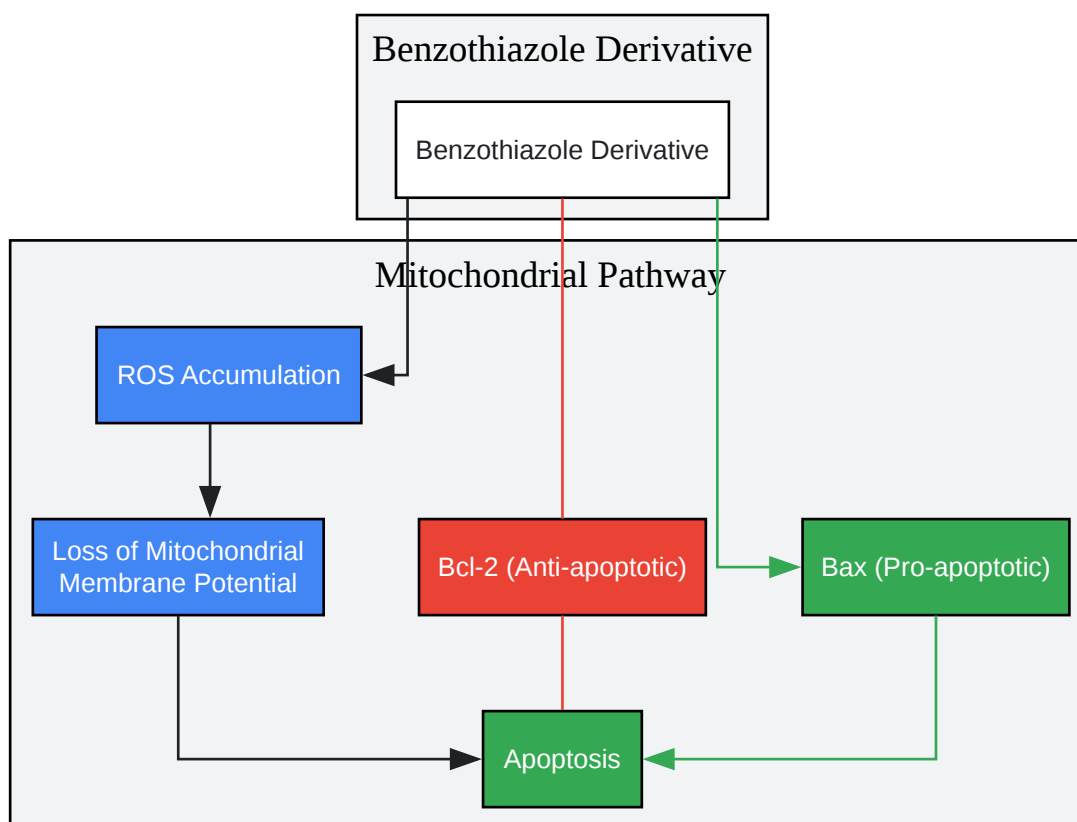 Benzothiazole Derivative
Benzothiazole Derivative
Mitochondrial Pathway
ROS Accumulation
Loss of Mitochondrial
Membrane Potential
Bcl-2 (Anti-apoptotic)
Bax (Pro-apoptotic)
Apoptosis